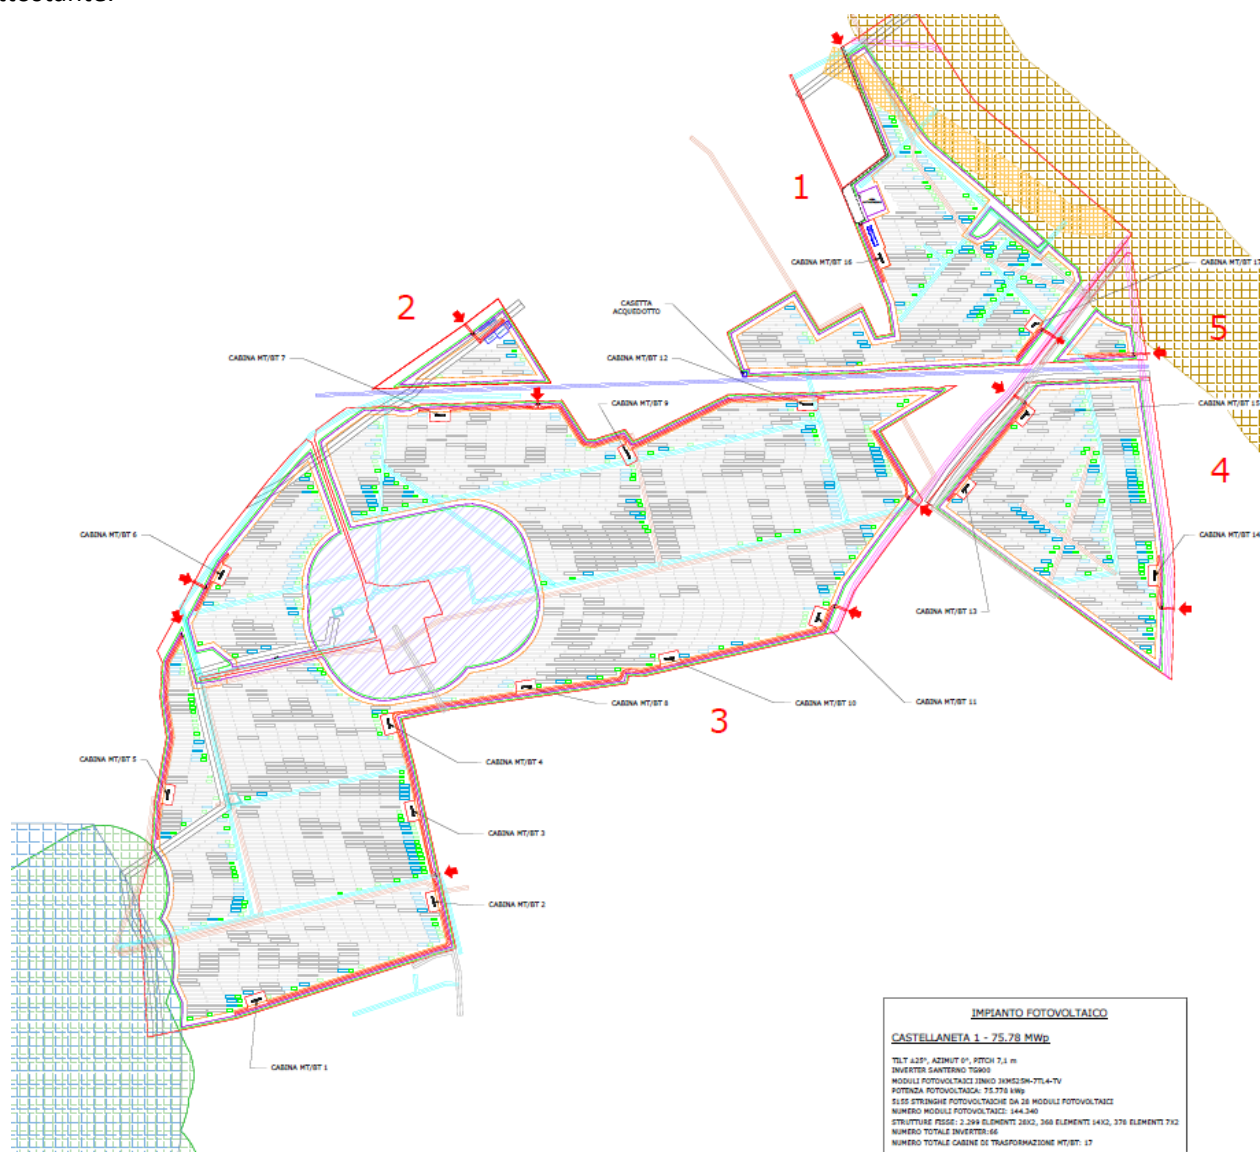 1
CABINA MT/BT 16
CABINA MT/BT 17
2
CASETTA
ACQUEDOTTO
5
CABINA MT/BT 7
CABINA MT/BT 12
CABINA MT/BT 9
CABINA MT/BT 15
4
CABINA MT/BT 6
CABINA MT/BT 14
CABINA MT/BT 13
CABINA MT/BT 8
CABINA MT/BT 10
CABINA MT/BT 11
3
CABINA MT/BT 5
CABINA MT/BT 4
CABINA MT/BT 3
CABINA MT/BT 2
CABINA MT/BT 1
IMPIANTO FOTOVOLTAICO
CASTELLANETA 1 - 75.78 MWp
TILT ±25°, AZIMUT 0°, PITCH 7,1 m
INVERTER SANTERNO TG900
MODULI FOTOVOLTAICI JINKO JKM525M-7TL4-TV
POTENZA FOTOVOLTAICA: 75.778 kWp
5155 STRINGHE FOTOVOLTAICHE DA 28 MODULI FOTOVOLTAICI
NUMERO MODULI FOTOVOLTAICI: 144.340
STRUTTURE FISSE: 2.299 ELEMENTI 28X2, 368 ELEMENTI 14X2, 378 ELEMENTI 7X2
NUMERO TOTALE INVERTER:66
NUMERO TOTALE CABINE DI TRASFORMAZIONE MT/BT: 17